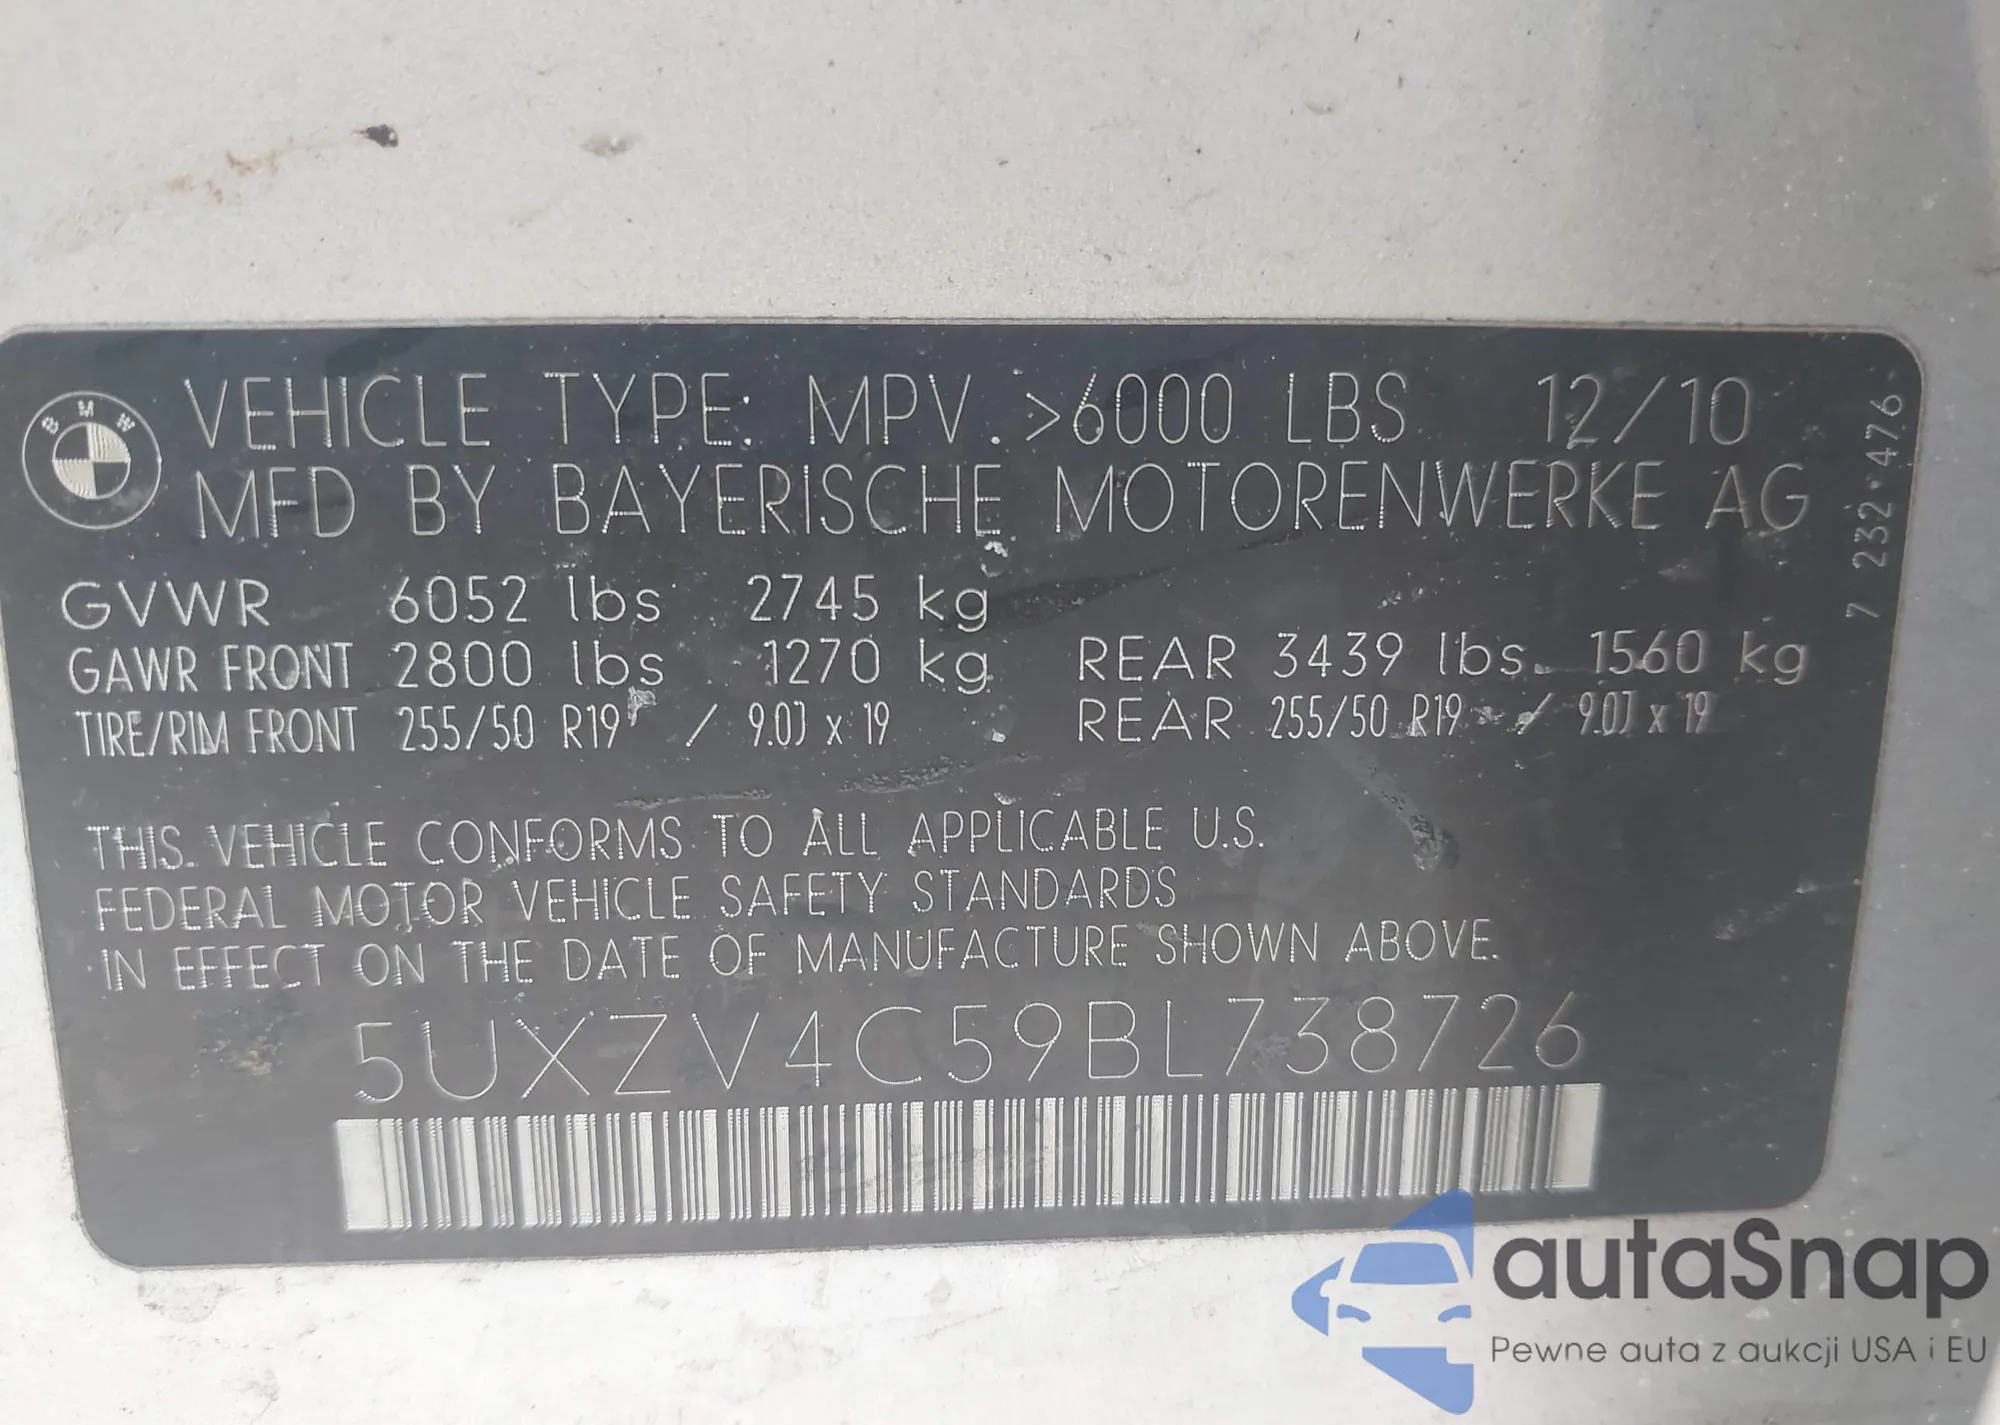 BMW
VEHICLE TYPE: MPV. >6000 LBS 12/10
MFD BY BAYERISCHE MOTORENWERKE AG
GVWR 6052 lbs 2745 kg
GAWR FRONT 2800 lbs 1270 kg REAR 3439 lbs 1560 kg
TIRE/RIM FRONT 255/50 R19 / 9.0J x 19 REAR 255/50 R19 / 9.0J x 19
THIS VEHICLE CONFORMS TO ALL APPLICABLE U.S.
FEDERAL MOTOR VEHICLE SAFETY STANDARDS
IN EFFECT ON THE DATE OF MANUFACTURE SHOWN ABOVE.
5UXZV4C59BL738726
7 232 476
autaSnap
Pewne auta z aukcji USA i EU